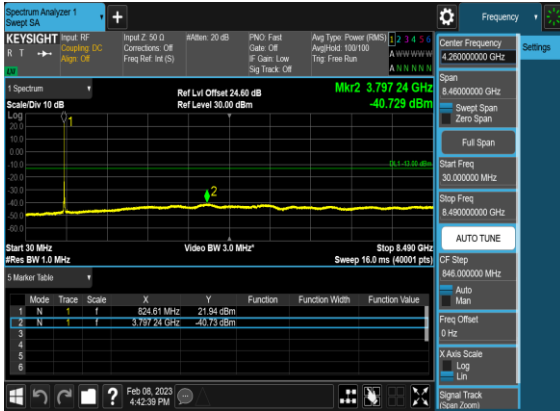 Spectrum Analyzer 1
Swept SA
+
Frequency
KEYSIGHT Input: RF Input Z: 50 Ω #Atten: 20 dB PNO: Fast Avg Type: Power (RMS) 1 2 3 4 5 6
R T Coupling: DC Corrections: Off Gate: Off Avg|Hold: 100/100 A W W W W W
Align: Off Freq Ref: Int (S) IF Gain: Low Trig: Free Run
Sig Track: Off A N N N N N
1 Spectrum
Ref Lvl Offset 24.60 dB Mkr2 3.797 24 GHz
Scale/Div 10 dB Ref Level 30.00 dBm -40.729 dBm
Log
20.0
10.0
0.00
-10.0
-20.0
-30.0
-40.0
-50.0
-60.0
1
DL1 -13.00 dBm
2
Start 30 MHz Video BW 3.0 MHz* Stop 8.490 GHz
#Res BW 1.0 MHz Sweep 16.0 ms (40001 pts)
5 Marker Table
Mode Trace Scale X Y Function Function Width Function Value
1 N 1 f 824.61 MHz 21.94 dBm
2 N 1 f 3.797 24 GHz -40.73 dBm
3
4
5
6
Feb 08, 2023
4:42:39 PM
Center Frequency
4.260000000 GHz
Settings
Span
8.46000000 GHz
Swept Span
Zero Span
Full Span
Start Freq
30.000000 MHz
Stop Freq
8.490000000 GHz
AUTO TUNE
CF Step
846.000000 MHz
Auto
Man
Freq Offset
0 Hz
X Axis Scale
Log
Lin
Signal Track
(Span Zoom)